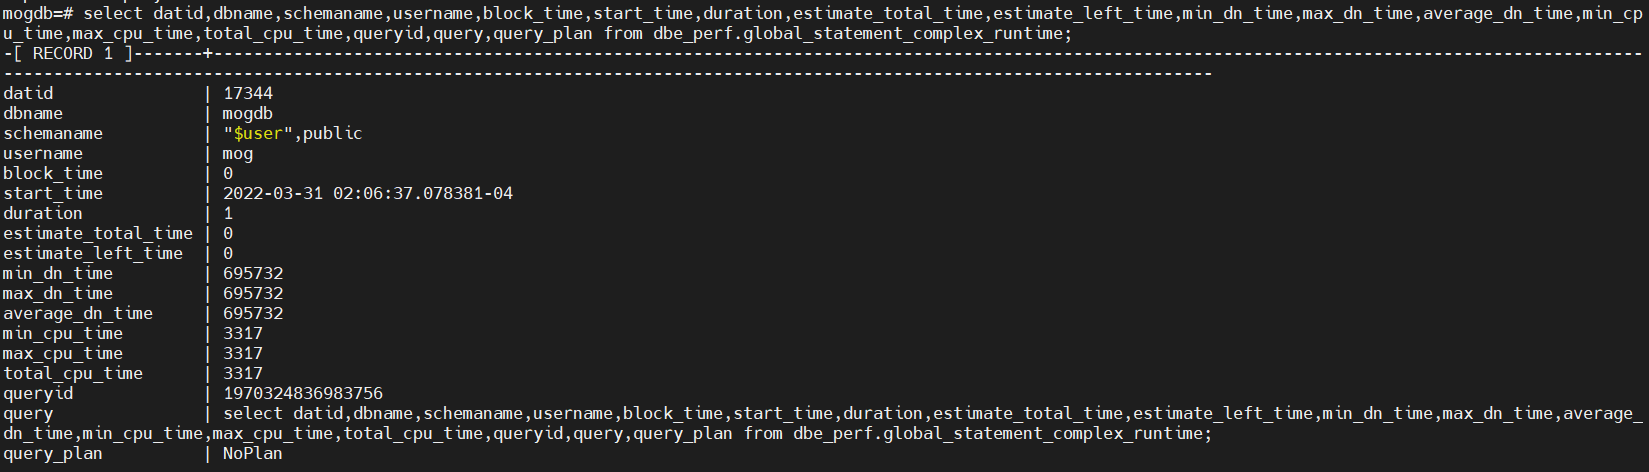 mogdb=# select datid,dbname,schemaname,username,block_time,start_time,duration,estimate_total_time,estimate_left_time,min_dn_time,max_dn_time,average_dn_time,min_cp
u_time,max_cpu_time,total_cpu_time,queryid,query,query_plan from dbe_perf.global_statement_complex_runtime;
-[ RECORD 1 ]-------+------------------------------------------------------------------------------------------------------------------------------------------------
-------------------------------------------------------------------------------------------------------------------------
datid               | 17344
dbname              | mogdb
schemaname          | "$user",public
username            | mog
block_time          | 0
start_time          | 2022-03-31 02:06:37.078381-04
duration            | 1
estimate_total_time | 0
estimate_left_time  | 0
min_dn_time         | 695732
max_dn_time         | 695732
average_dn_time     | 695732
min_cpu_time        | 3317
max_cpu_time        | 3317
total_cpu_time      | 3317
queryid             | 1970324836983756
query               | select datid,dbname,schemaname,username,block_time,start_time,duration,estimate_total_time,estimate_left_time,min_dn_time,max_dn_time,average_
dn_time,min_cpu_time,max_cpu_time,total_cpu_time,queryid,query,query_plan from dbe_perf.global_statement_complex_runtime;
query_plan          | NoPlan